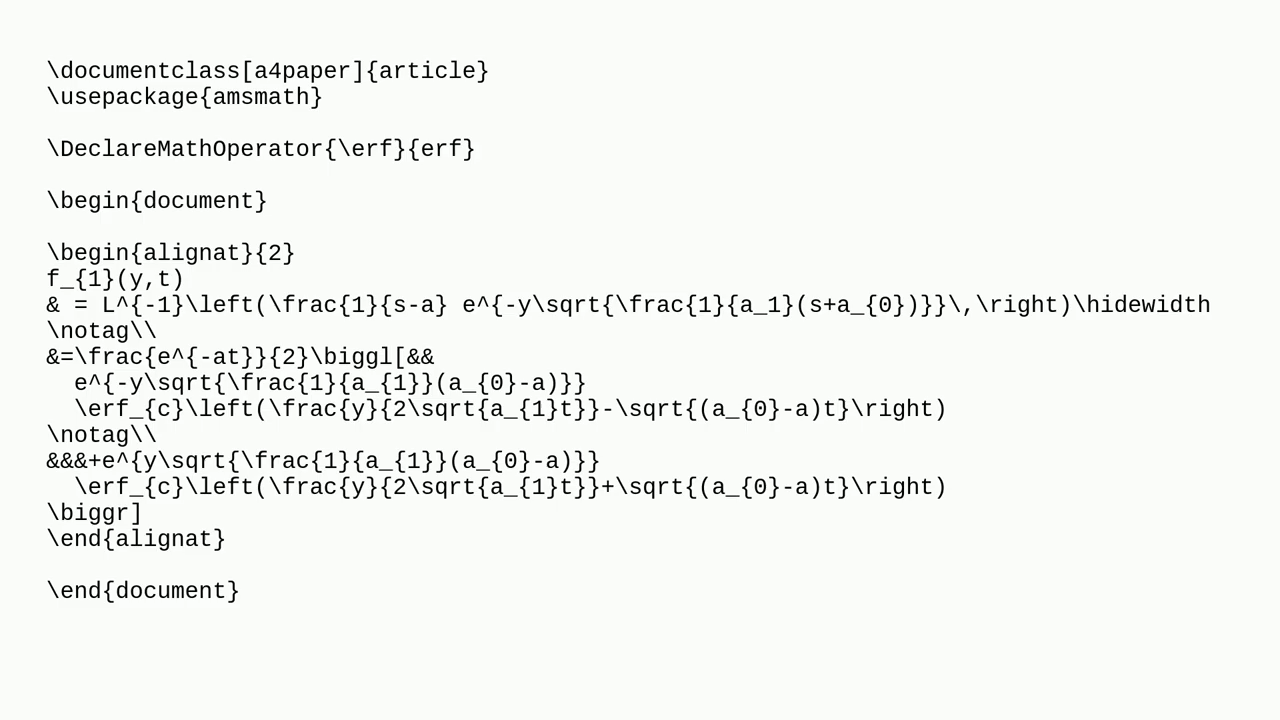 \documentclass[a4paper]{article}
\usepackage{amsmath}
\DeclareMathOperator{\erf}{erf}
\begin{document}
\begin{alignat}{2}
f_{1}(y,t)
& = L^{-1}\left(\frac{1}{s-a} e^{-y\sqrt{\frac{1}{a_1}(s+a_{0})}}\,\right)\hidewidth
\notag\\
&=\frac{e^{-at}}{2}\biggl[&&
  e^{-y\sqrt{\frac{1}{a_{1}}(a_{0}-a)}}
  \erf_{c}\left(\frac{y}{2\sqrt{a_{1}t}}-\sqrt{(a_{0}-a)t}\right)
\notag\\
&&&+e^{y\sqrt{\frac{1}{a_{1}}(a_{0}-a)}}
  \erf_{c}\left(\frac{y}{2\sqrt{a_{1}t}}+\sqrt{(a_{0}-a)t}\right)
\biggr]
\end{alignat}
\end{document}